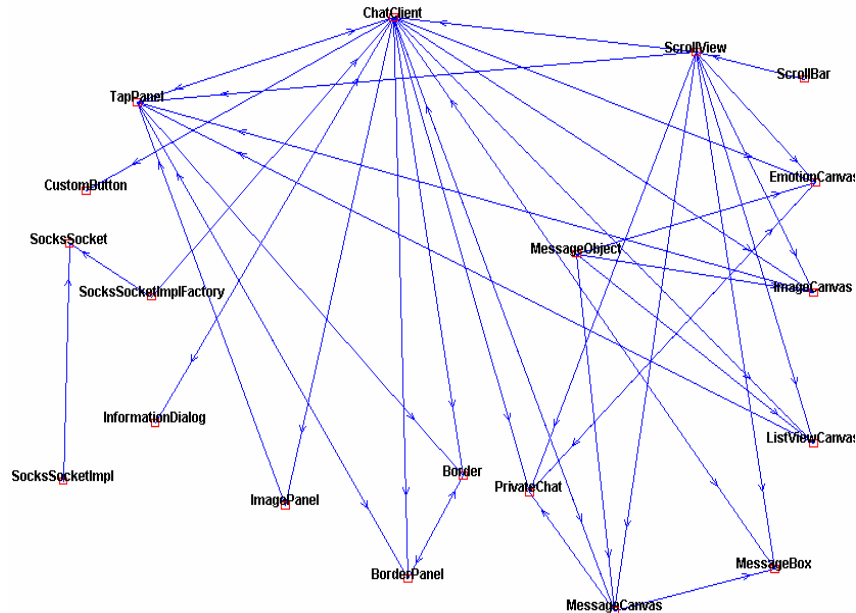 ChatClient
ScrollView
ScrollBar
TapPanel
EmotionCanvas
CustomButton
SocksSocket
MessageObject
SocksSocketImplFactory
ImageCanvas
InformationDialog
ListViewCanvas
SocksSocketImpl
Border
PrivateChat
ImagePanel
MessageBox
BorderPanel
MessageCanvas